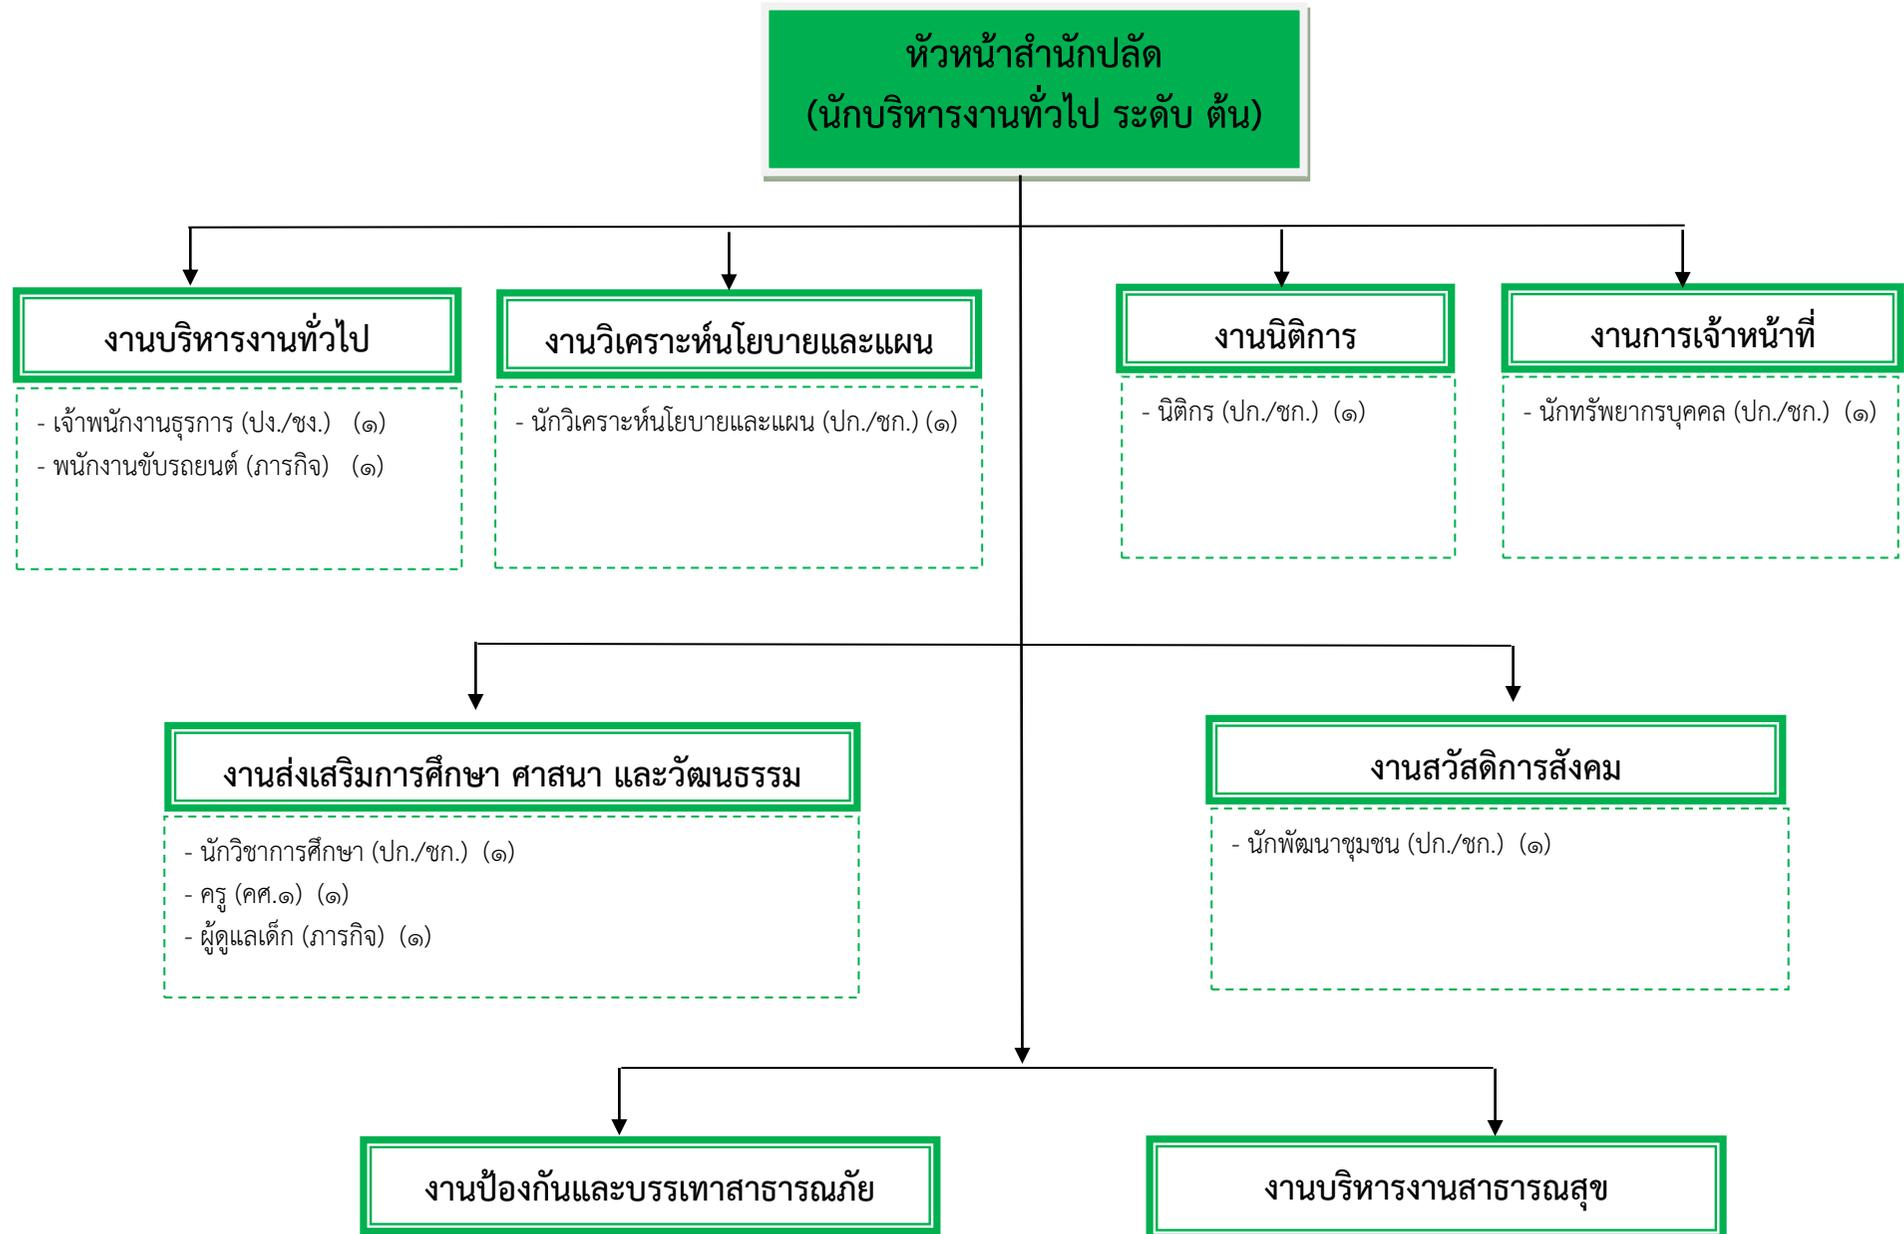 หัวหน้าสำนักปลัด
(นักบริหารงานทั่วไป ระดับ ต้น)
งานบริหารงานทั่วไป
- เจ้าพนักงานธุรการ (ปง./ชง.) (๑)
- พนักงานขับรถยนต์ (ภารกิจ) (๑)
งานวิเคราะห์นโยบายและแผน
- นักวิเคราะห์นโยบายและแผน (ปก./ชก.) (๑)
งานนิติการ
- นิติกร (ปก./ชก.) (๑)
งานการเจ้าหน้าที่
- นักทรัพยากรบุคคล (ปก./ชก.) (๑)
งานส่งเสริมการศึกษา ศาสนา และวัฒนธรรม
- นักวิชาการศึกษา (ปก./ชก.) (๑)
- ครู (คศ.๑) (๑)
- ผู้ดูแลเด็ก (ภารกิจ) (๑)
งานสวัสดิการสังคม
- นักพัฒนาชุมชน (ปก./ชก.) (๑)
งานป้องกันและบรรเทาสาธารณภัย
งานบริหารงานสาธารณสุข